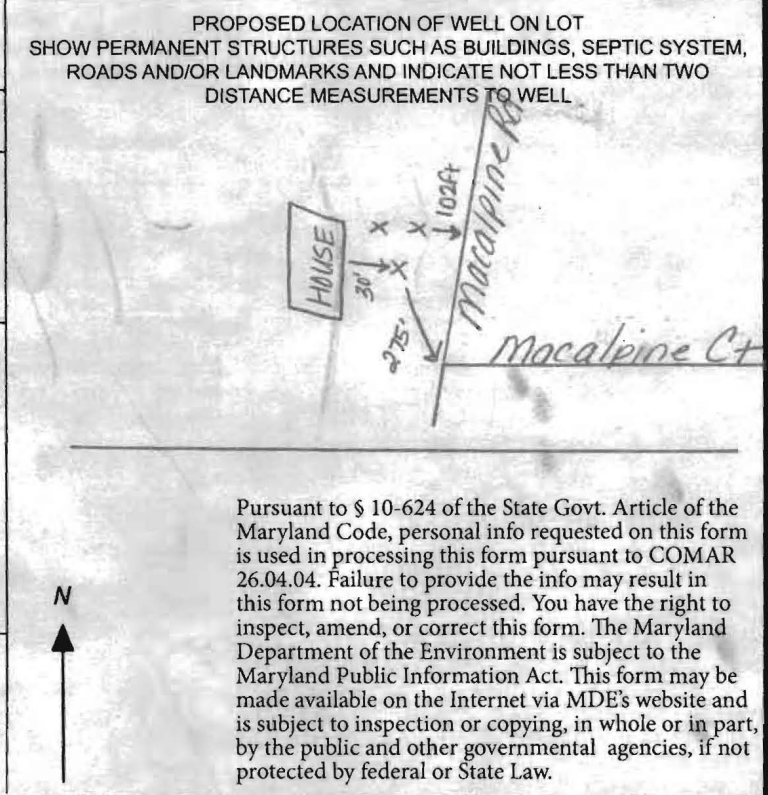 PROPOSED LOCATION OF WELL ON LOT
SHOW PERMANENT STRUCTURES SUCH AS BUILDINGS, SEPTIC SYSTEM,
ROADS AND/OR LANDMARKS AND INDICATE NOT LESS THAN TWO
DISTANCE MEASUREMENTS TO WELL
HOUSE
X X
X
30'
102ft
275'
Macalpine Rd
Macalpine Ct
N
Pursuant to § 10-624 of the State Govt. Article of the
Maryland Code, personal info requested on this form
is used in processing this form pursuant to COMAR
26.04.04. Failure to provide the info may result in
this form not being processed. You have the right to
inspect, amend, or correct this form. The Maryland
Department of the Environment is subject to the
Maryland Public Information Act. This form may be
made available on the Internet via MDE's website and
is subject to inspection or copying, in whole or in part,
by the public and other governmental agencies, if not
protected by federal or State Law.